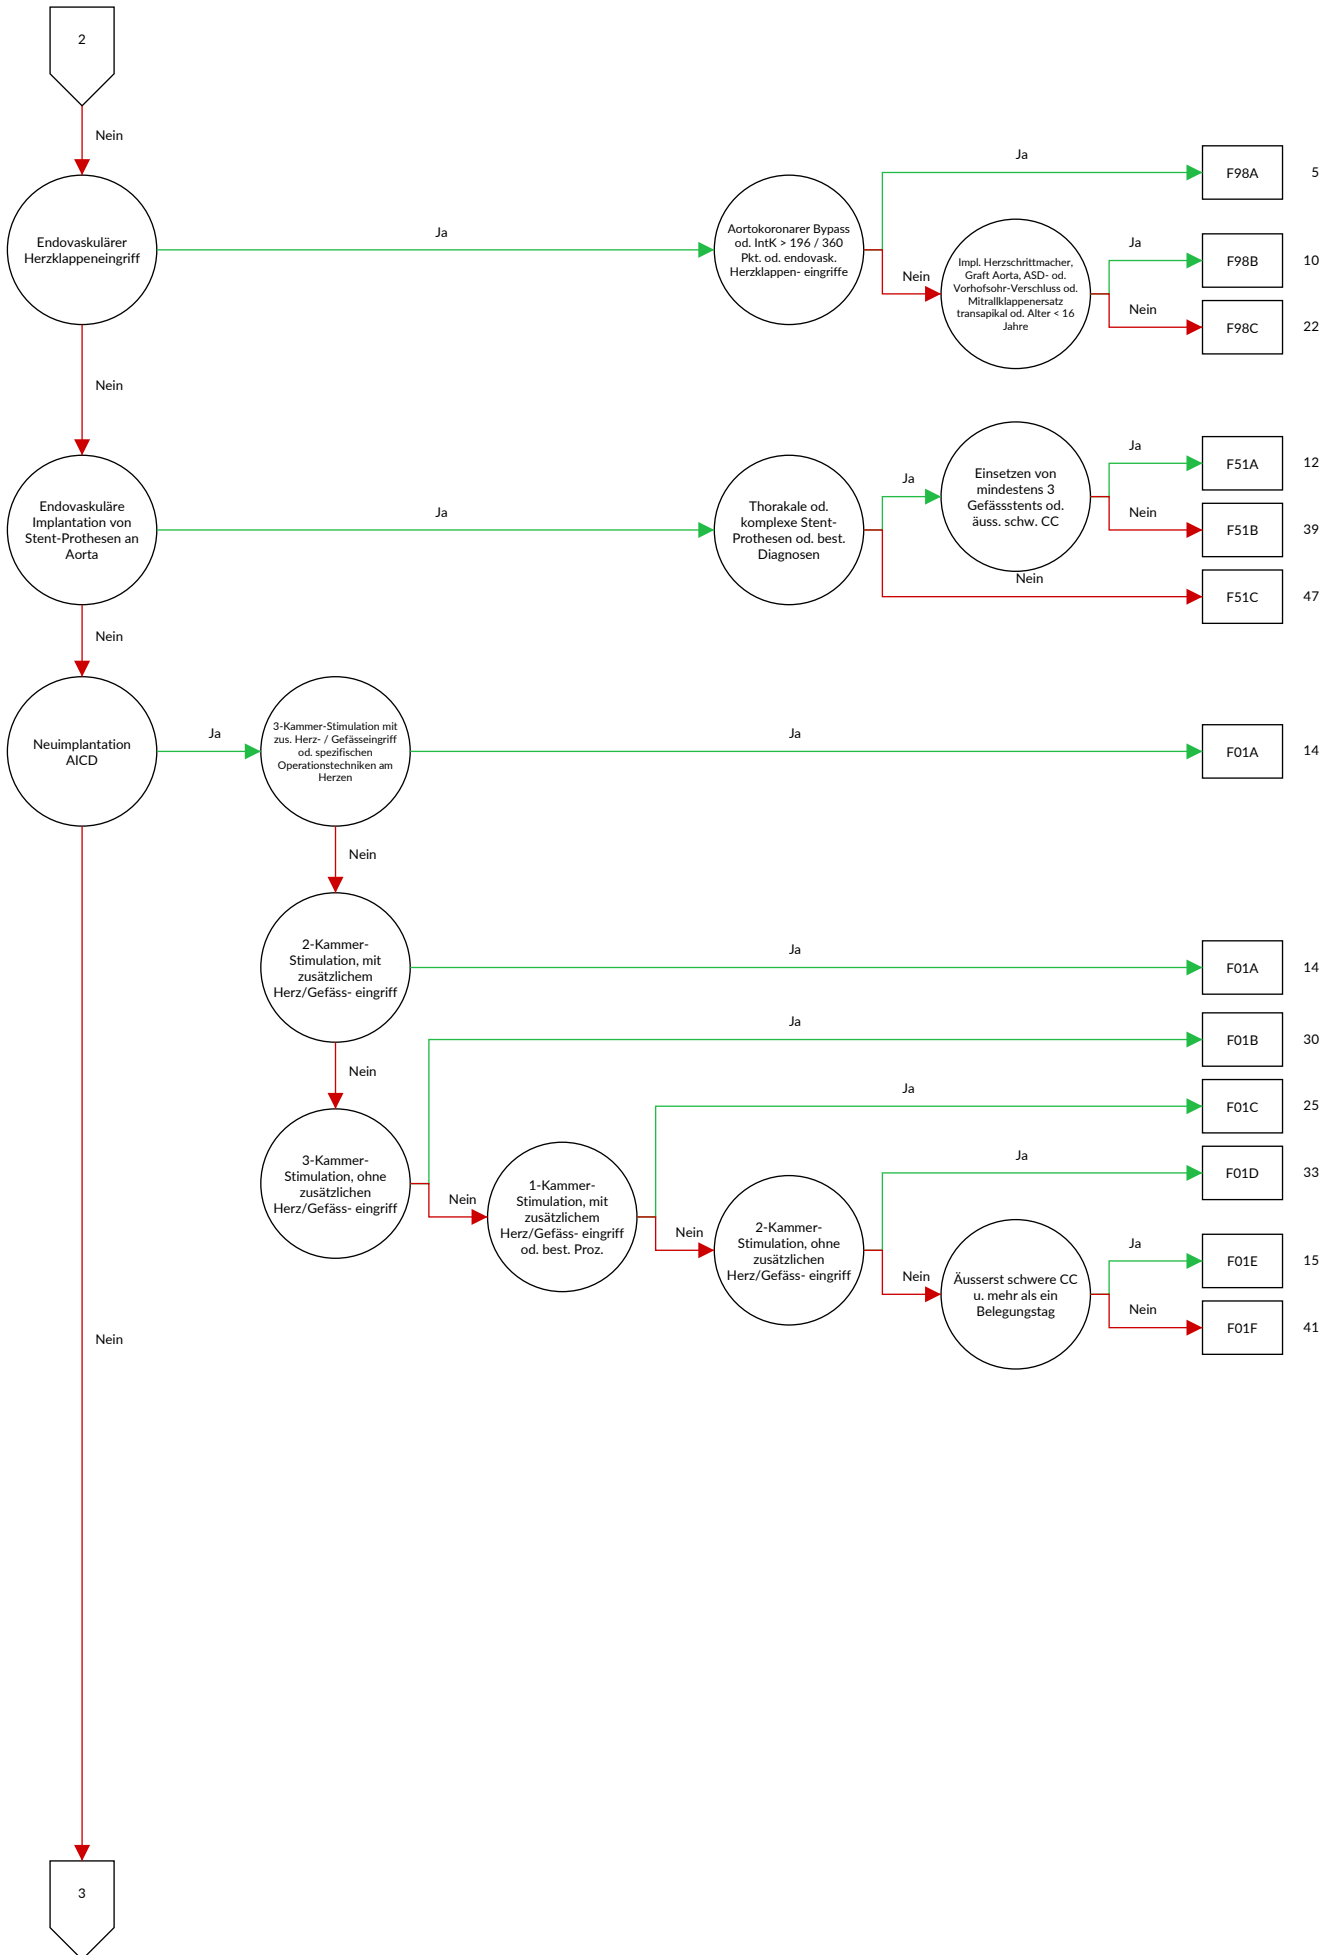 2
Nein
Endovaskulärer
Herzklappeneingriff
Ja
Aortokoronarer Bypass
od. IntK > 196 / 360
Pkt. od. endovask.
Herzklappen- eingriffe
Ja
F98A
5
Nein
Impl. Herzschrittmacher,
Graft Aorta, ASD- od.
Vorhofsohr-Verschluss od.
Mitrallklappenersatz
transapikal od. Alter < 16
Jahre
Ja
F98B
10
Nein
F98C
22
Nein
Endovaskuläre
Implantation von
Stent-Prothesen an
Aorta
Ja
Thorakale od.
komplexe Stent-
Prothesen od. best.
Diagnosen
Ja
Einsetzen von
mindestens 3
Gefässstents od.
äuss. schw. CC
Ja
F51A
12
Nein
F51B
39
Nein
F51C
47
Nein
Neuimplantation
AICD
Ja
3-Kammer-Stimulation mit
zus. Herz- / Gefässeingriff
od. spezifischen
Operationstechniken am
Herzen
Ja
F01A
14
Nein
2-Kammer-
Stimulation, mit
zusätzlichem
Herz/Gefäss- eingriff
Ja
F01A
14
Nein
3-Kammer-
Stimulation, ohne
zusätzlichen
Herz/Gefäss- eingriff
Ja
F01B
30
Nein
1-Kammer-
Stimulation, mit
zusätzlichem
Herz/Gefäss- eingriff
od. best. Proz.
Ja
F01C
25
Nein
2-Kammer-
Stimulation, ohne
zusätzlichen
Herz/Gefäss- eingriff
Ja
F01D
33
Nein
Äusserst schwere CC
u. mehr als ein
Belegungstag
Ja
F01E
15
Nein
F01F
41
Nein
3